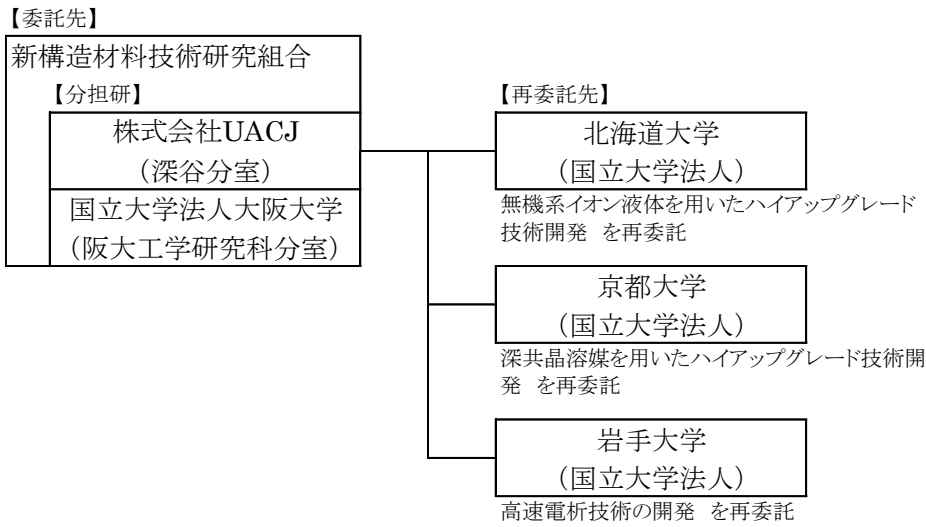 【委託先】
新構造材料技術研究組合
【分担研】
株式会社UACJ
（深谷分室）
国立大学法人大阪大学
（阪大工学研究科分室）
【再委託先】
北海道大学
（国立大学法人）
無機系イオン液体を用いたハイアップグレード
技術開発　を再委託
京都大学
（国立大学法人）
深共晶溶媒を用いたハイアップグレード技術開
発　を再委託
岩手大学
（国立大学法人）
高速電析技術の開発　を再委託